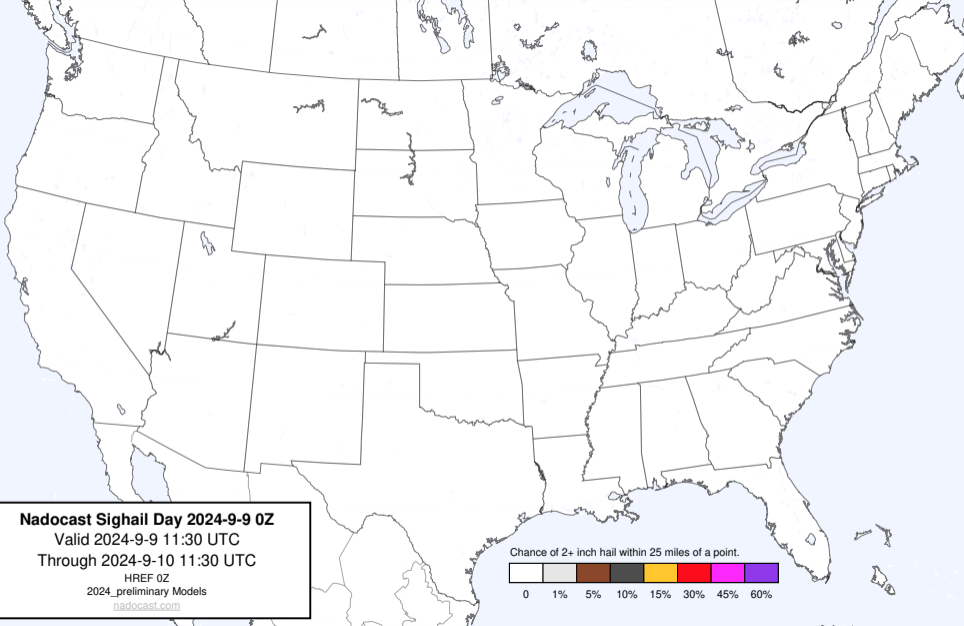 Nadocast Sighail Day 2024-9-9 0Z
Valid 2024-9-9 11:30 UTC
Through 2024-9-10 11:30 UTC
HREF 0Z
2024_preliminary Models
nadocast.com
Chance of 2+ inch hail within 25 miles of a point.
0 1% 5% 10% 15% 30% 45% 60%